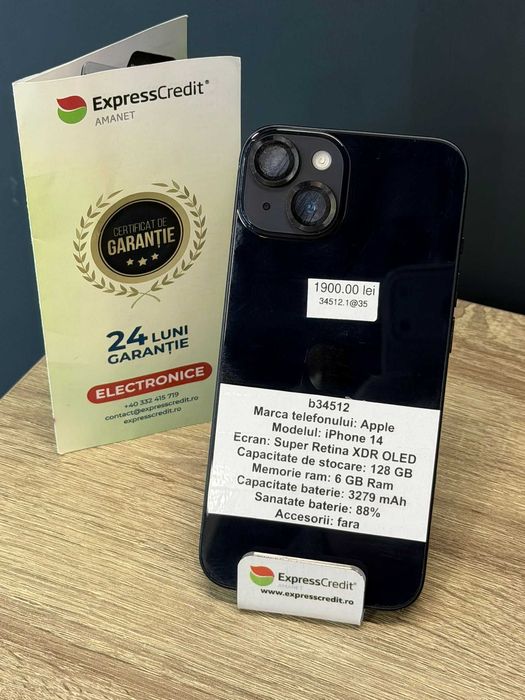 ExpressCredit®
AMANET
CERTIFICAT DE
GARANȚIE
24 LUNI
GARANȚIE
ELECTRONICE
+40 332 415 719
contact@expresscredit.ro
expresscredit.ro
1900.00 lei
34512.1@35
b34512
Marca telefonului: Apple
Modelul: iPhone 14
Ecran: Super Retina XDR OLED
Capacitate de stocare: 128 GB
Memorie ram: 6 GB Ram
Capacitate baterie: 3279 mAh
Sanatate baterie: 88%
Accesorii: fara
ExpressCredit®
AMANET
www.expresscredit.ro